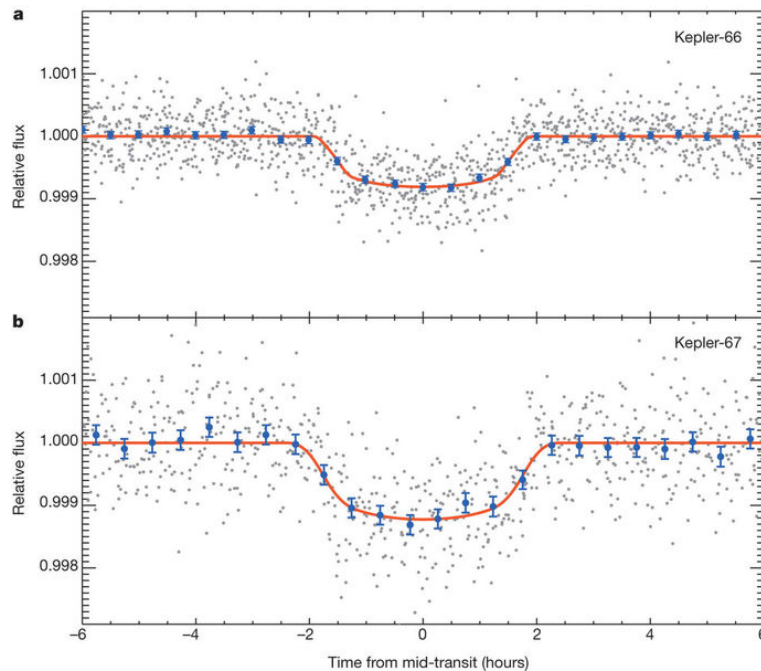 a
Kepler-66
1.001
1.000
0.999
0.998
Relative flux
b
Kepler-67
1.001
1.000
0.999
0.998
Relative flux
–6 –4 –2 0 2 4 6
Time from mid-transit (hours)